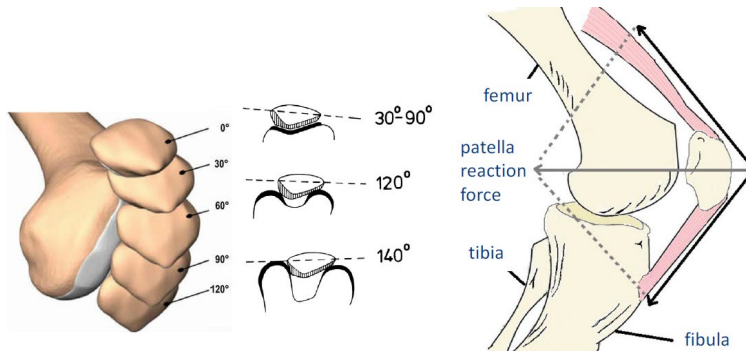 0°
30°
60°
90°
120°
30°-90°
120°
140°
femur
patella
reaction
force
tibia
fibula